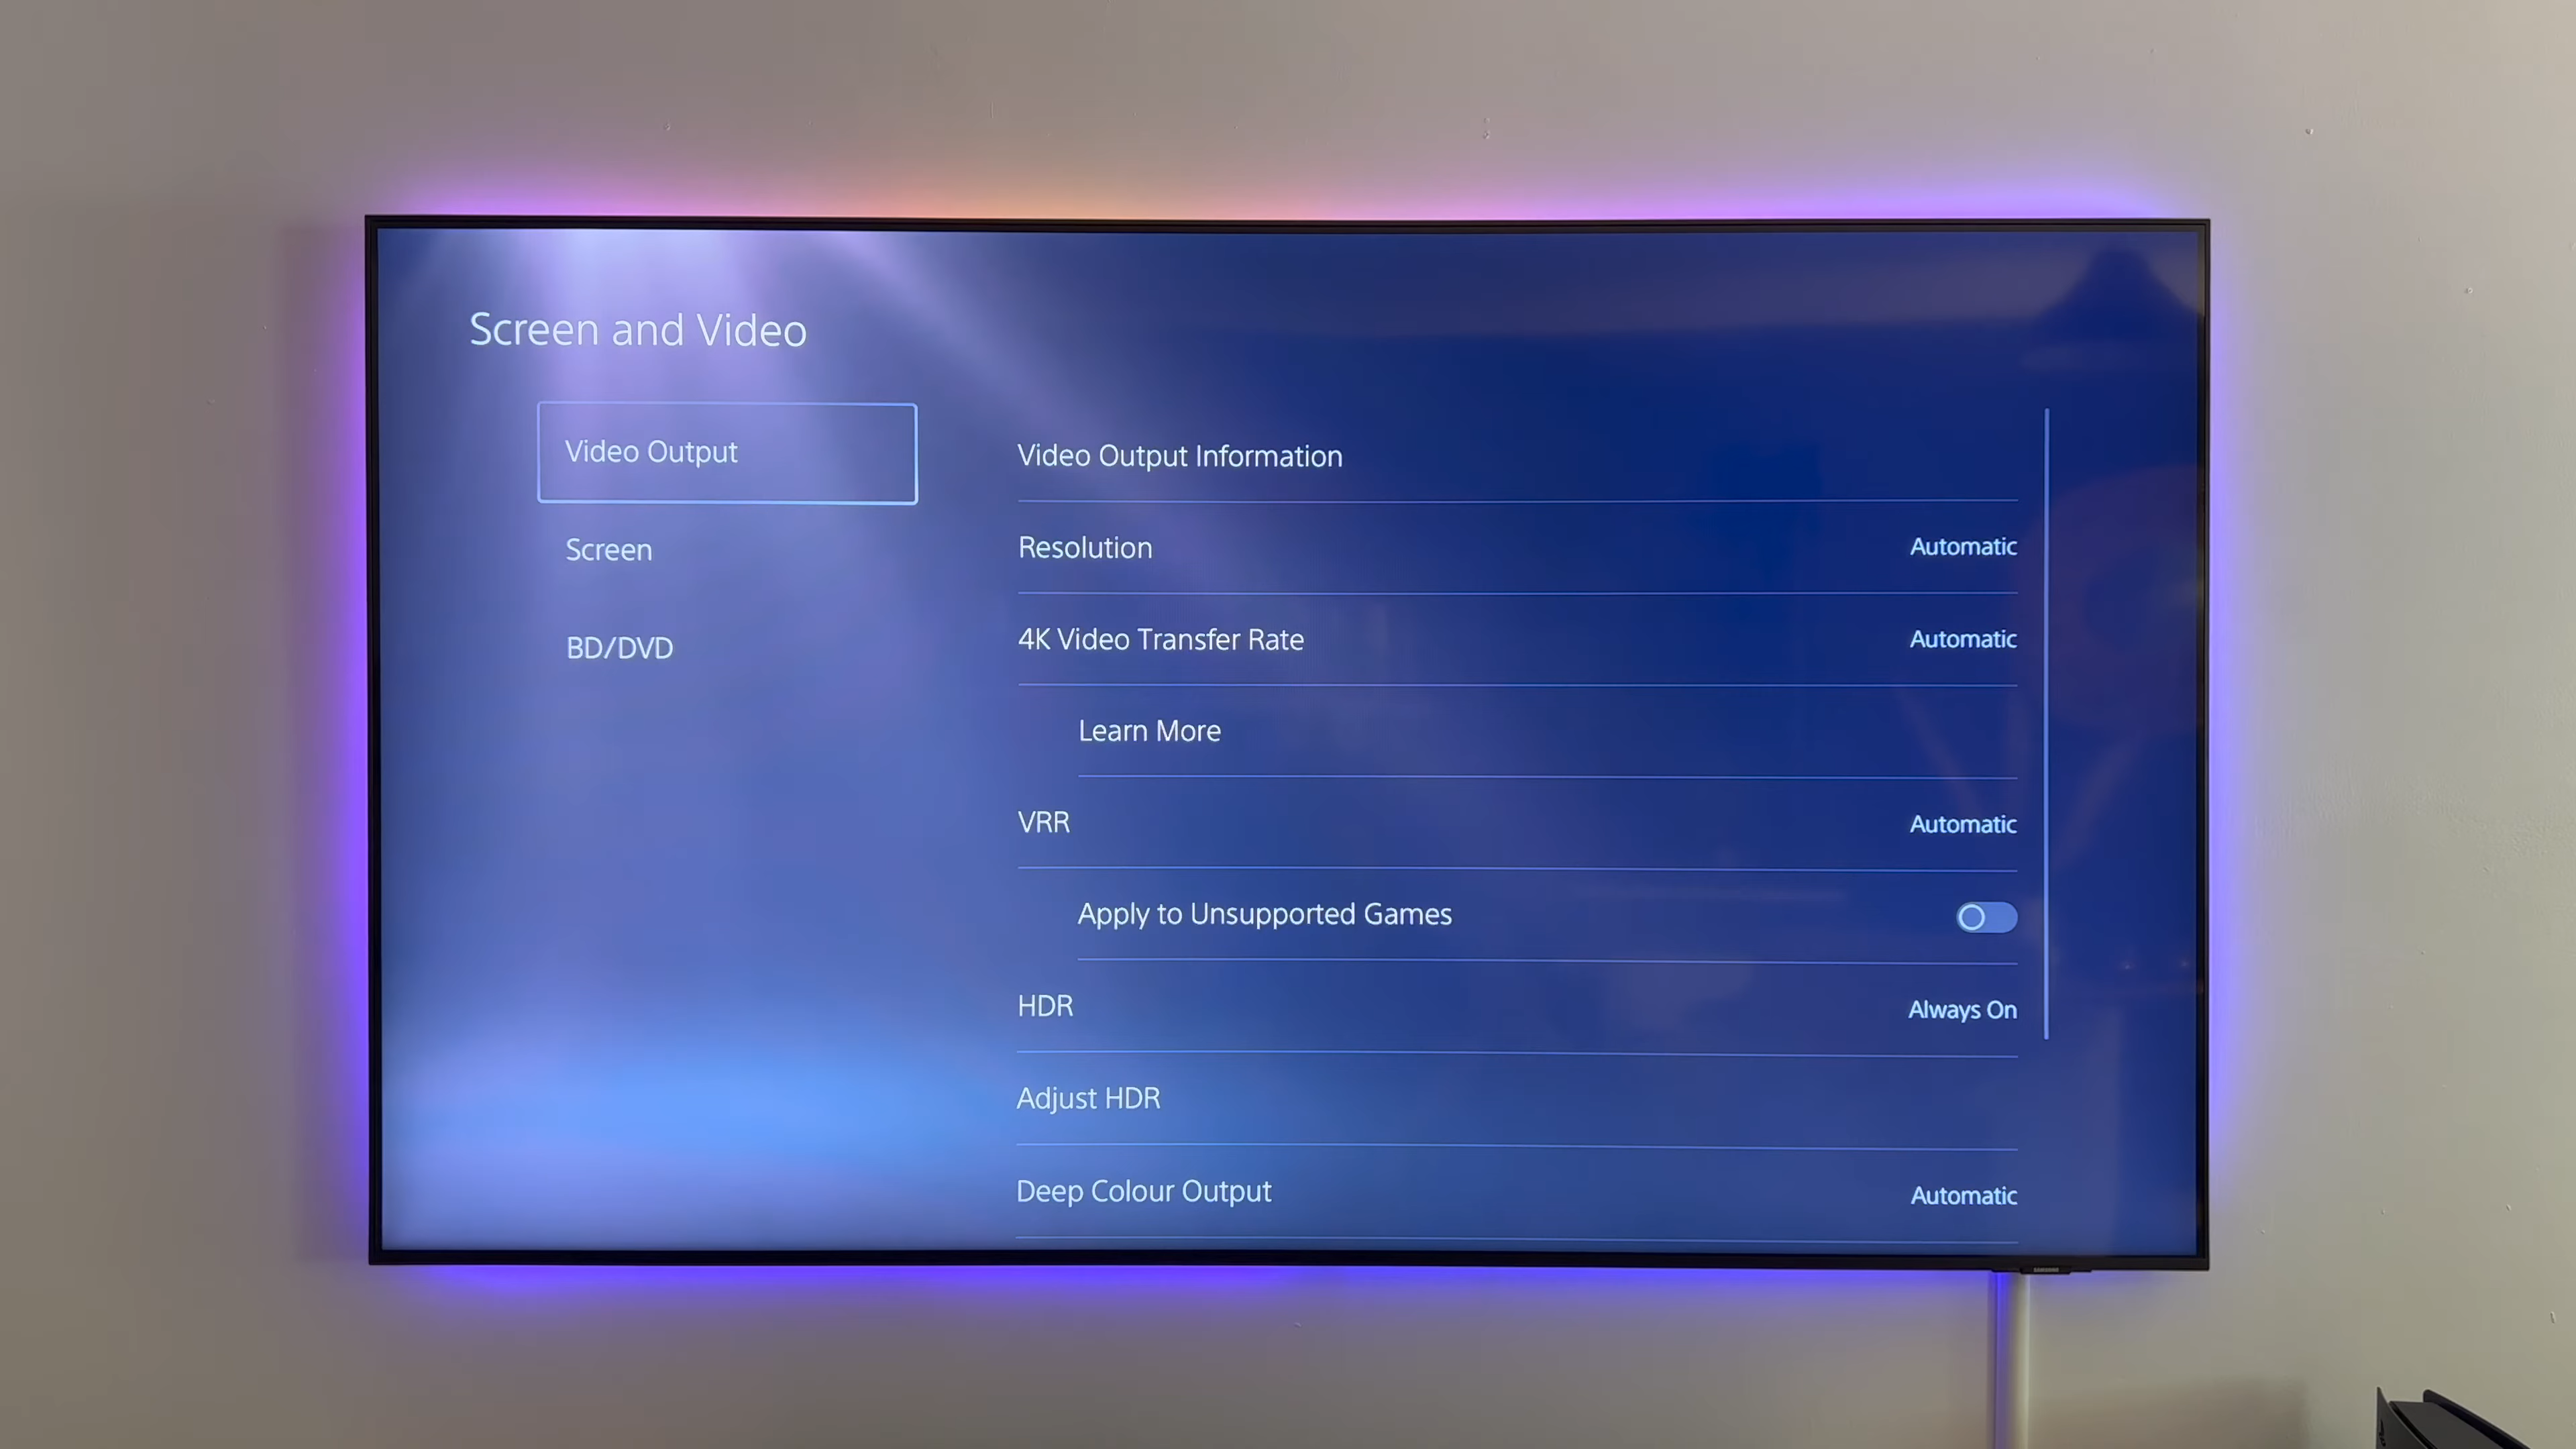 Screen and Video
Video Output
Screen
BD/DVD
Video Output Information
Resolution Automatic
4K Video Transfer Rate Automatic
Learn More
VRR Automatic
Apply to Unsupported Games
HDR Always On
Adjust HDR
Deep Colour Output Automatic
SAMSUNG